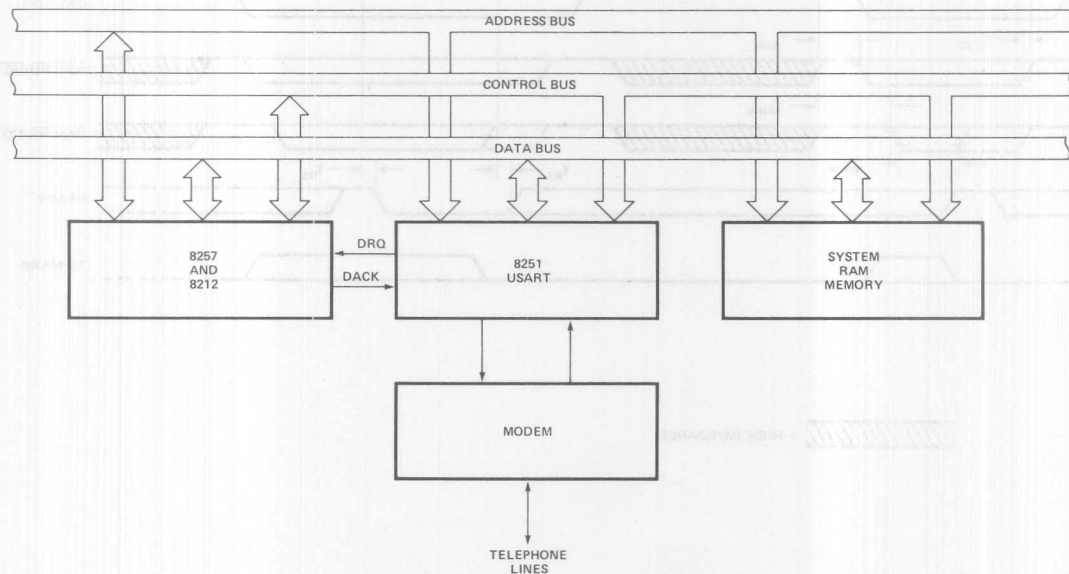 ADDRESS BUS
CONTROL BUS
DATA BUS
8257
AND
8212
DRQ
DACK
8251
USART
SYSTEM
RAM
MEMORY
MODEM
TELEPHONE
LINES